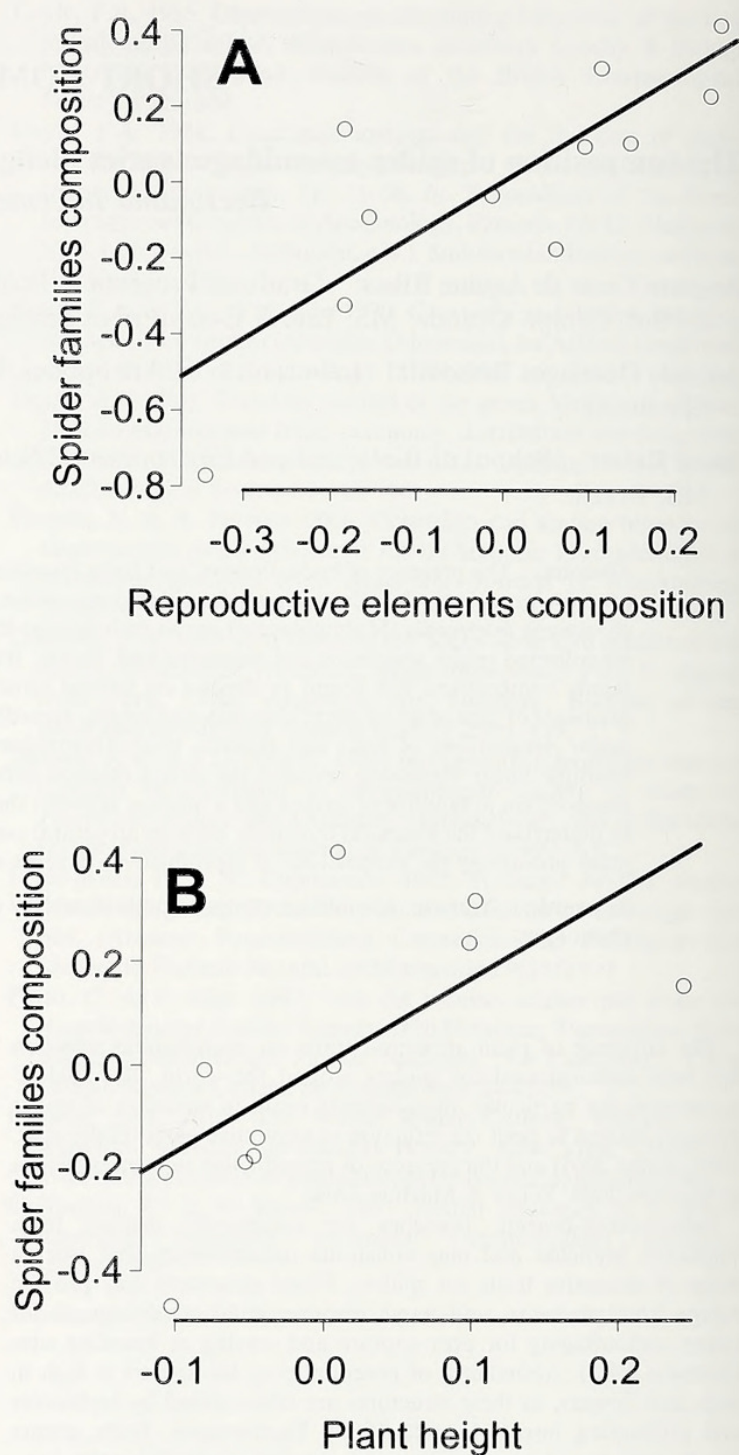 A
Spider families composition
0.4
0.2
0.0
-0.2
-0.4
-0.6
-0.8
-0.3 -0.2 -0.1 0.0 0.1 0.2
Reproductive elements composition
B
Spider families composition
0.4
0.2
0.0
-0.2
-0.4
-0.1 0.0 0.1 0.2
Plant height